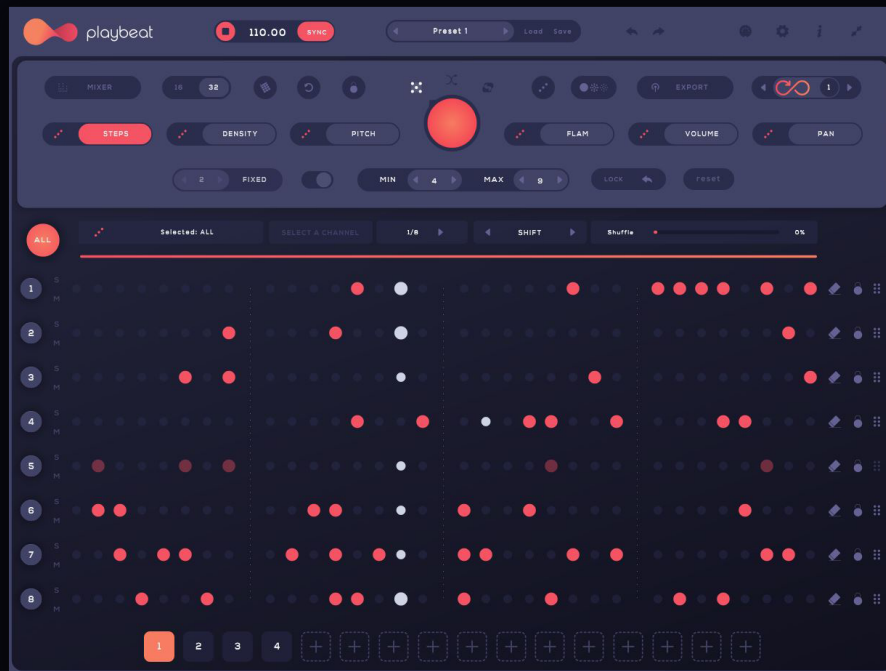 playbeat 110.00 SYNC Preset 1 Load Save i
MIXER 16 32 EXPORT 1
STEPS DENSITY PITCH FLAM VOLUME PAN
2 FIXED MIN 4 MAX 9 LOCK reset
ALL Selected: ALL SELECT A CHANNEL 1/8 SHIFT Shuffle 0%
S
1
M
S
2
M
S
3
M
S
4
M
S
5
M
S
6
M
S
7
M
S
8
M
1 2 3 4 + + + + + + + + + + + +